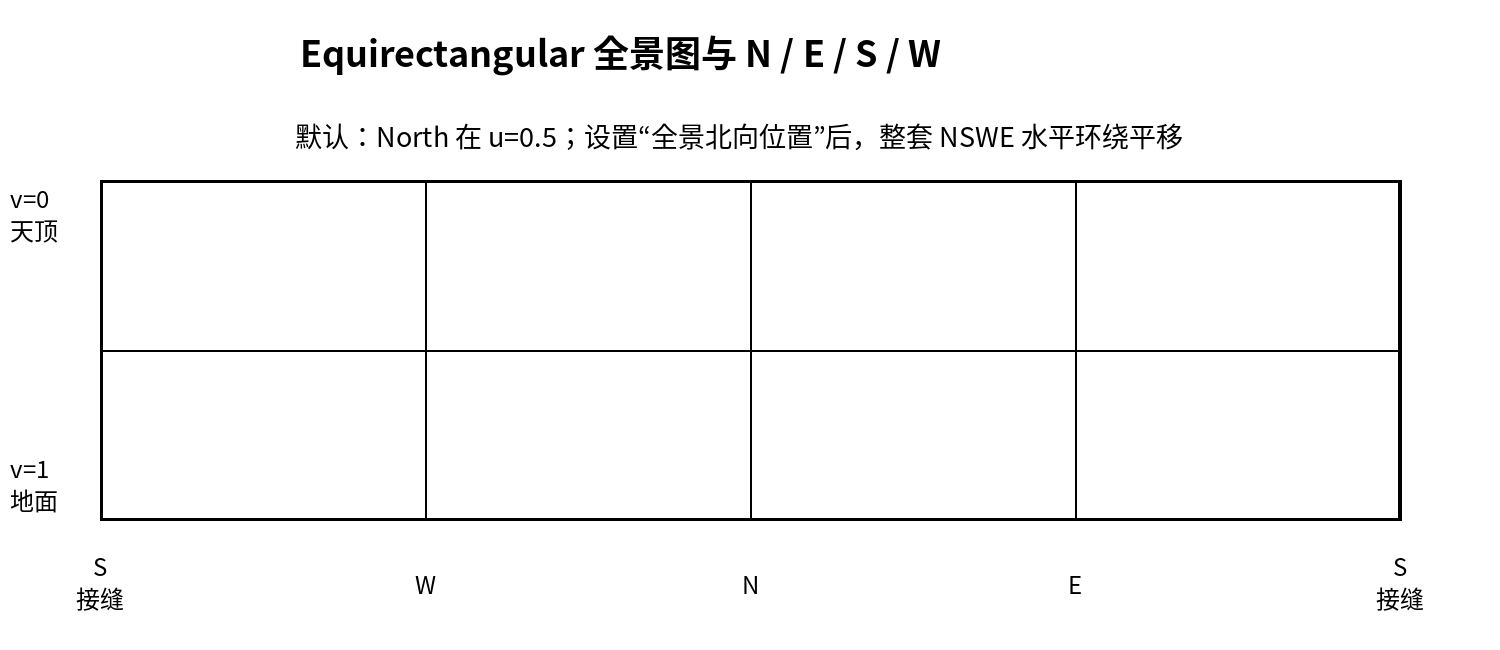 Equirectangular 全景图与 N / E / S / W
默认：North 在 u=0.5；设置“全景北向位置”后，整套 NSWE 水平环绕平移
v=0
天顶
v=1
地面
S
接缝
W
N
E
S
接缝